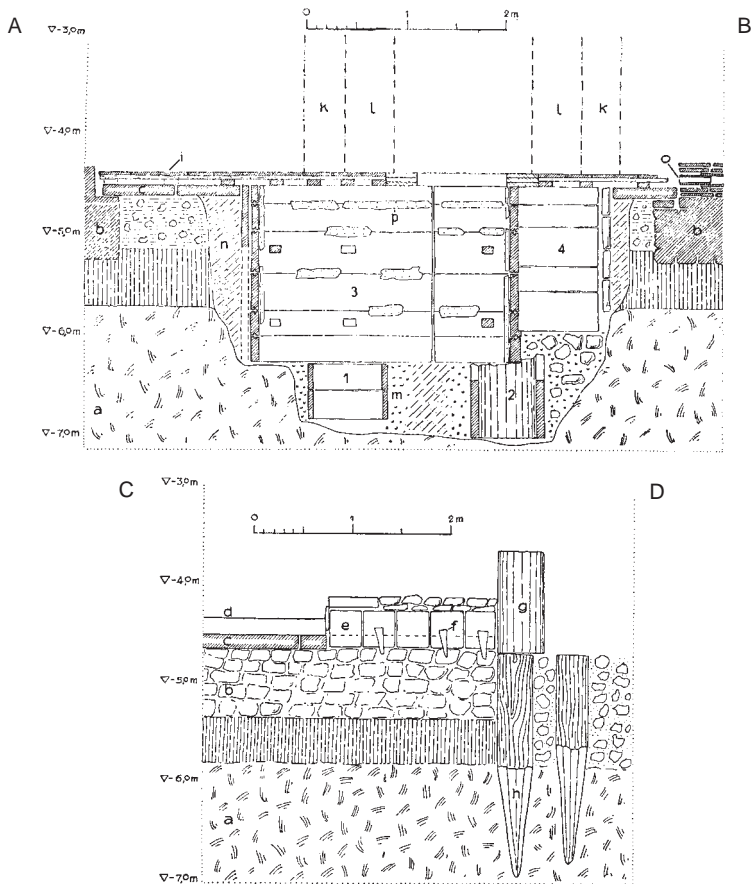 A
B
▽-3,0m
0 1 2m
k l l k
▽-4,0m
i
o
b
n
p
b
▽-5,0m
4
3
▽-6,0m
1
m
2
a
▽-7,0m
C
▽-3,0m
D
0 1 2m
▽-4,0m
d
g
e
f
c
▽-5,0m
b
▽-6,0m
h
a
▽-7,0m